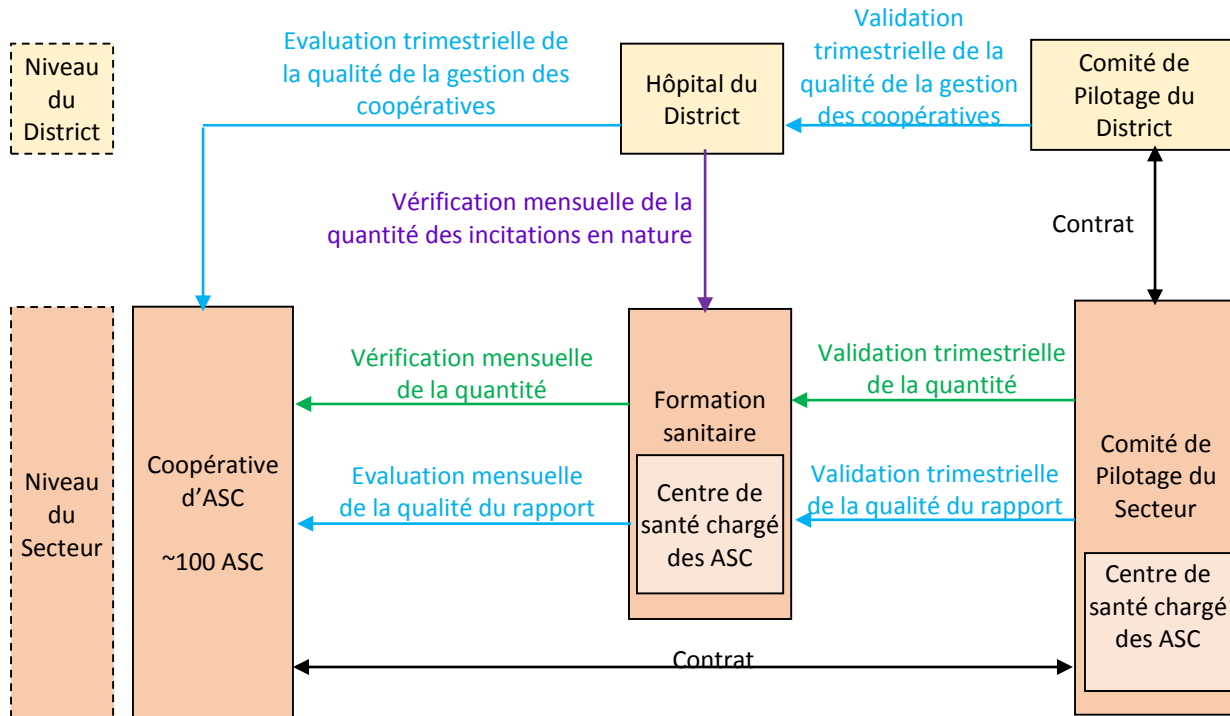 Niveau
du
District
Evaluation trimestrielle de
la qualité de la gestion des
coopératives
Hôpital du
District
Validation
trimestrielle de la
qualité de la gestion
des coopératives
Comité de
Pilotage du
District
Vérification mensuelle de la
quantité des incitations en nature
Contrat
Niveau
du
Secteur
Coopérative
d'ASC
~100 ASC
Vérification mensuelle
de la quantité
Evaluation mensuelle
de la qualité du rapport
Formation
sanitaire
Centre de
santé chargé
des ASC
Validation trimestrielle
de la quantité
Validation trimestrielle
de la qualité du rapport
Comité de
Pilotage du
Secteur
Centre de
santé chargé
des ASC
Contrat